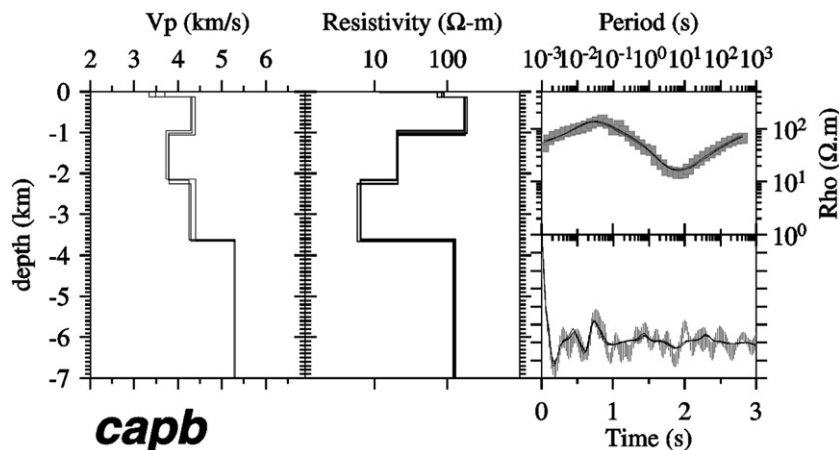 Vp (km/s) Resistivity (Ω-m) Period (s)
2 3 4 5 6 10 100 10⁻³ 10⁻² 10⁻¹ 10⁰ 10¹ 10² 10³
0
-1
-2
-3
-4
-5
-6
-7
depth (km)
10²
10¹
10⁰
Rho (Ω.m)
0 1 2 3
Time (s)
capb